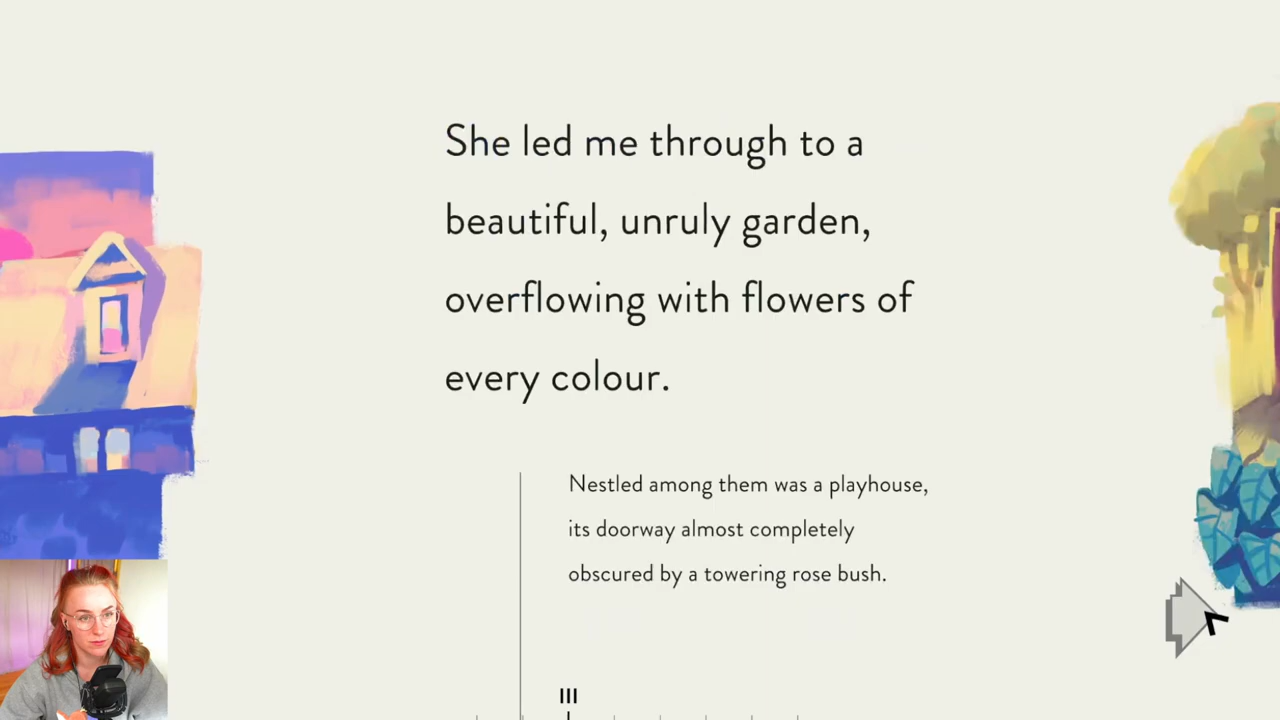 She led me through to a
beautiful, unruly garden,
overflowing with flowers of
every colour.
Nestled among them was a playhouse,
its doorway almost completely
obscured by a towering rose bush.
III